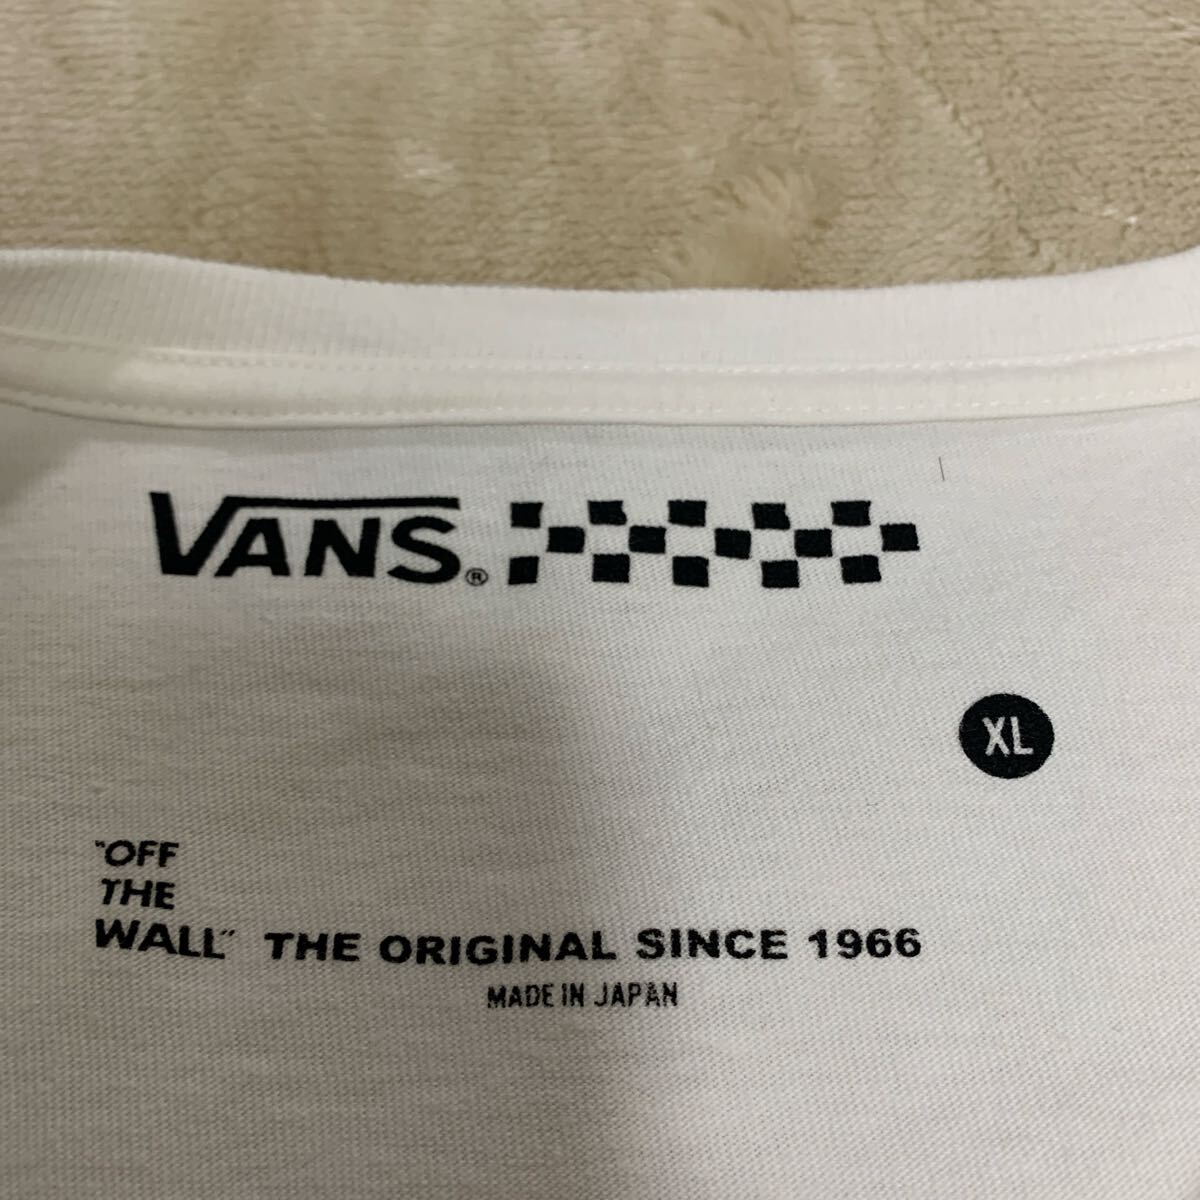 VANS®
XL
"OFF
THE
WALL" THE ORIGINAL SINCE 1966
MADE IN JAPAN